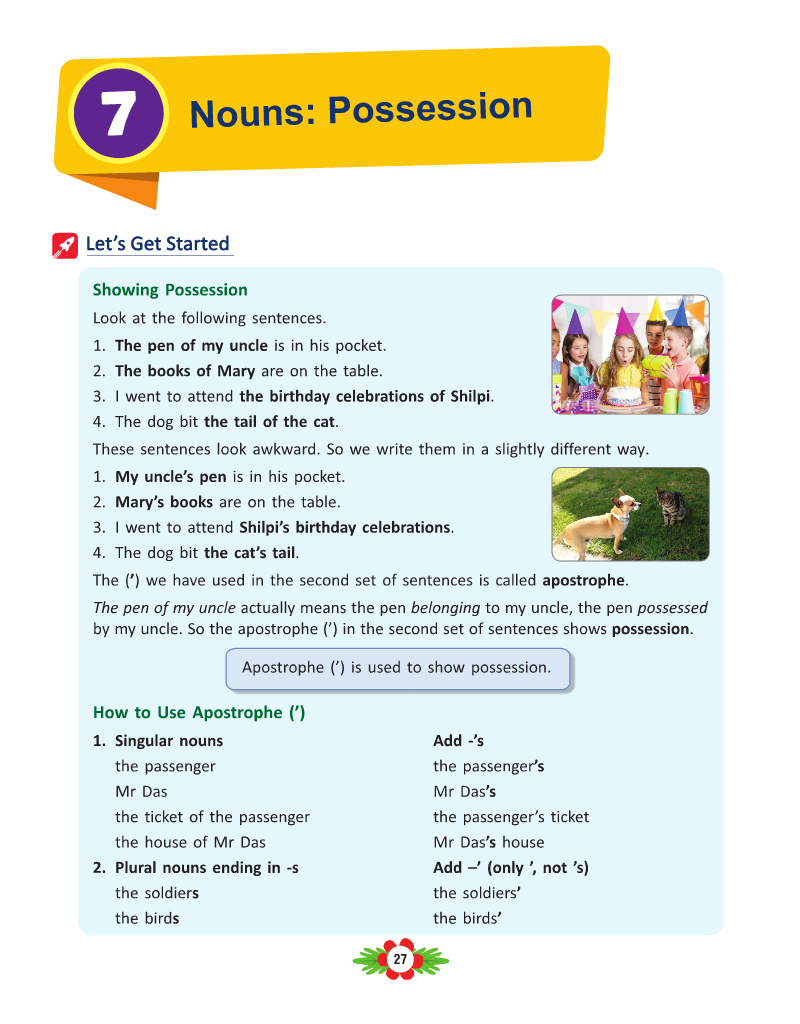 7
Nouns: Possession
Let’s Get Started
Showing Possession
Look at the following sentences.
1. The pen of my uncle is in his pocket.
2. The books of Mary are on the table.
3. I went to attend the birthday celebrations of Shilpi.
4. The dog bit the tail of the cat.
These sentences look awkward. So we write them in a slightly different way.
1. My uncle’s pen is in his pocket.
2. Mary’s books are on the table.
3. I went to attend Shilpi’s birthday celebrations.
4. The dog bit the cat’s tail.
The (’) we have used in the second set of sentences is called apostrophe.
The pen of my uncle actually means the pen belonging to my uncle, the pen possessed
by my uncle. So the apostrophe (’) in the second set of sentences shows possession.
Apostrophe (’) is used to show possession.
How to Use Apostrophe (’)
1. Singular nouns Add -’s
the passenger the passenger’s
Mr Das Mr Das’s
the ticket of the passenger the passenger’s ticket
the house of Mr Das Mr Das’s house
2. Plural nouns ending in -s Add –’ (only ’, not ’s)
the soldiers the soldiers’
the birds the birds’
27